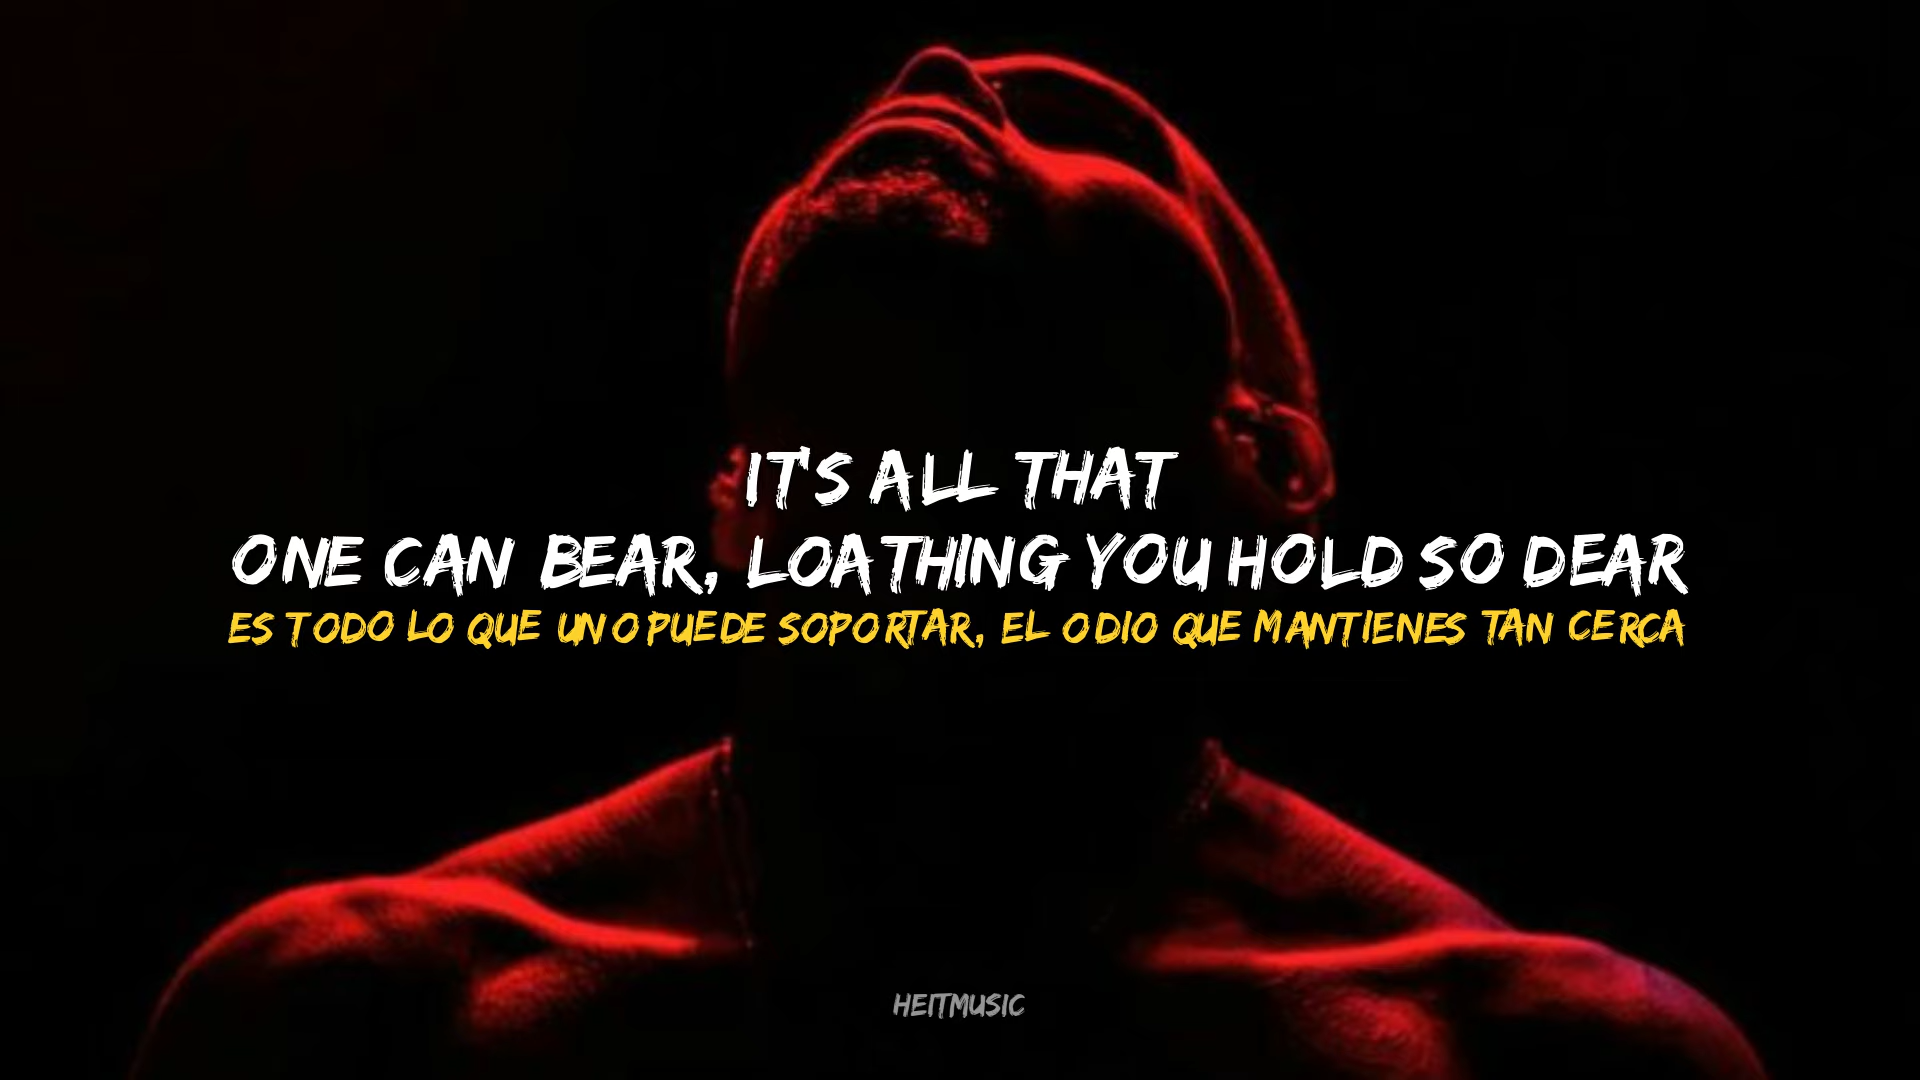 IT'S ALL THAT
ONE CAN BEAR, LOATHING YOU HOLD SO DEAR
ES TODO LO QUE UNO PUEDE SOPORTAR, EL ODIO QUE MANTIENES TAN CERCA
HEITMUSIC